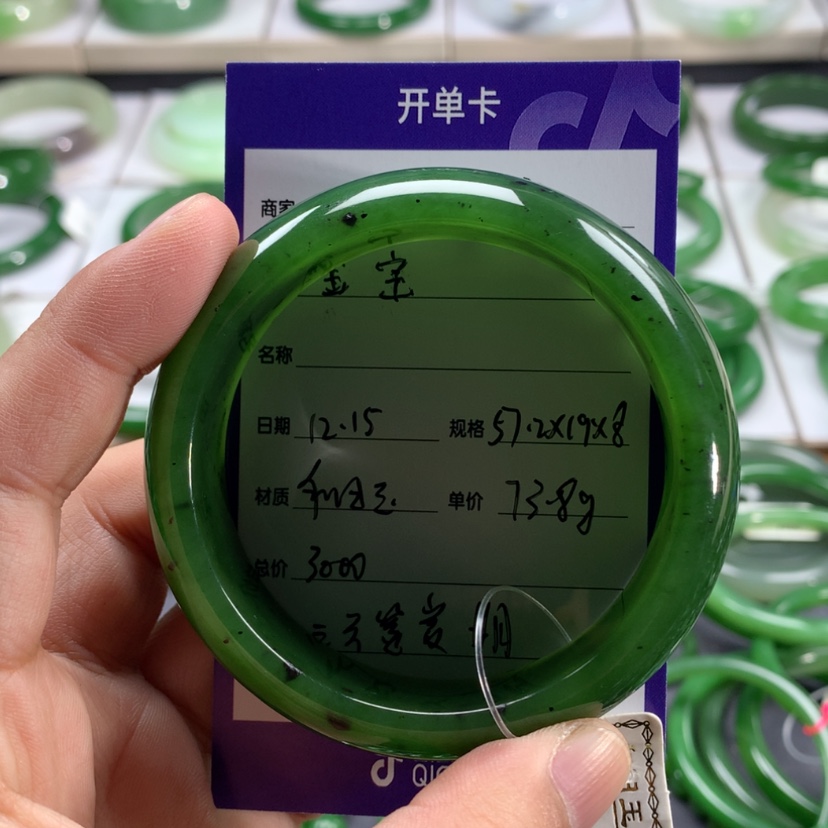 开单卡
商家
宝
名称
日期 12.15 规格 57.2x19x8
材质 和田玉 单价 73.8g
总价 3000